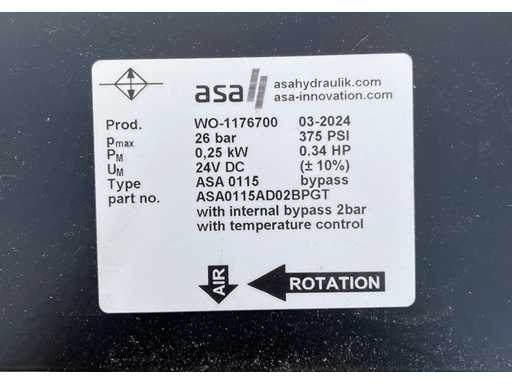 asa asahydraulik.com
asa-innovation.com
Prod. WO-1176700 03-2024
pmax 26 bar 375 PSI
PM 0,25 kW 0.34 HP
UM 24V DC (± 10%)
Type ASA 0115 bypass
part no. ASA0115AD02BPGT
with internal bypass 2bar
with temperature control
AIR ROTATION